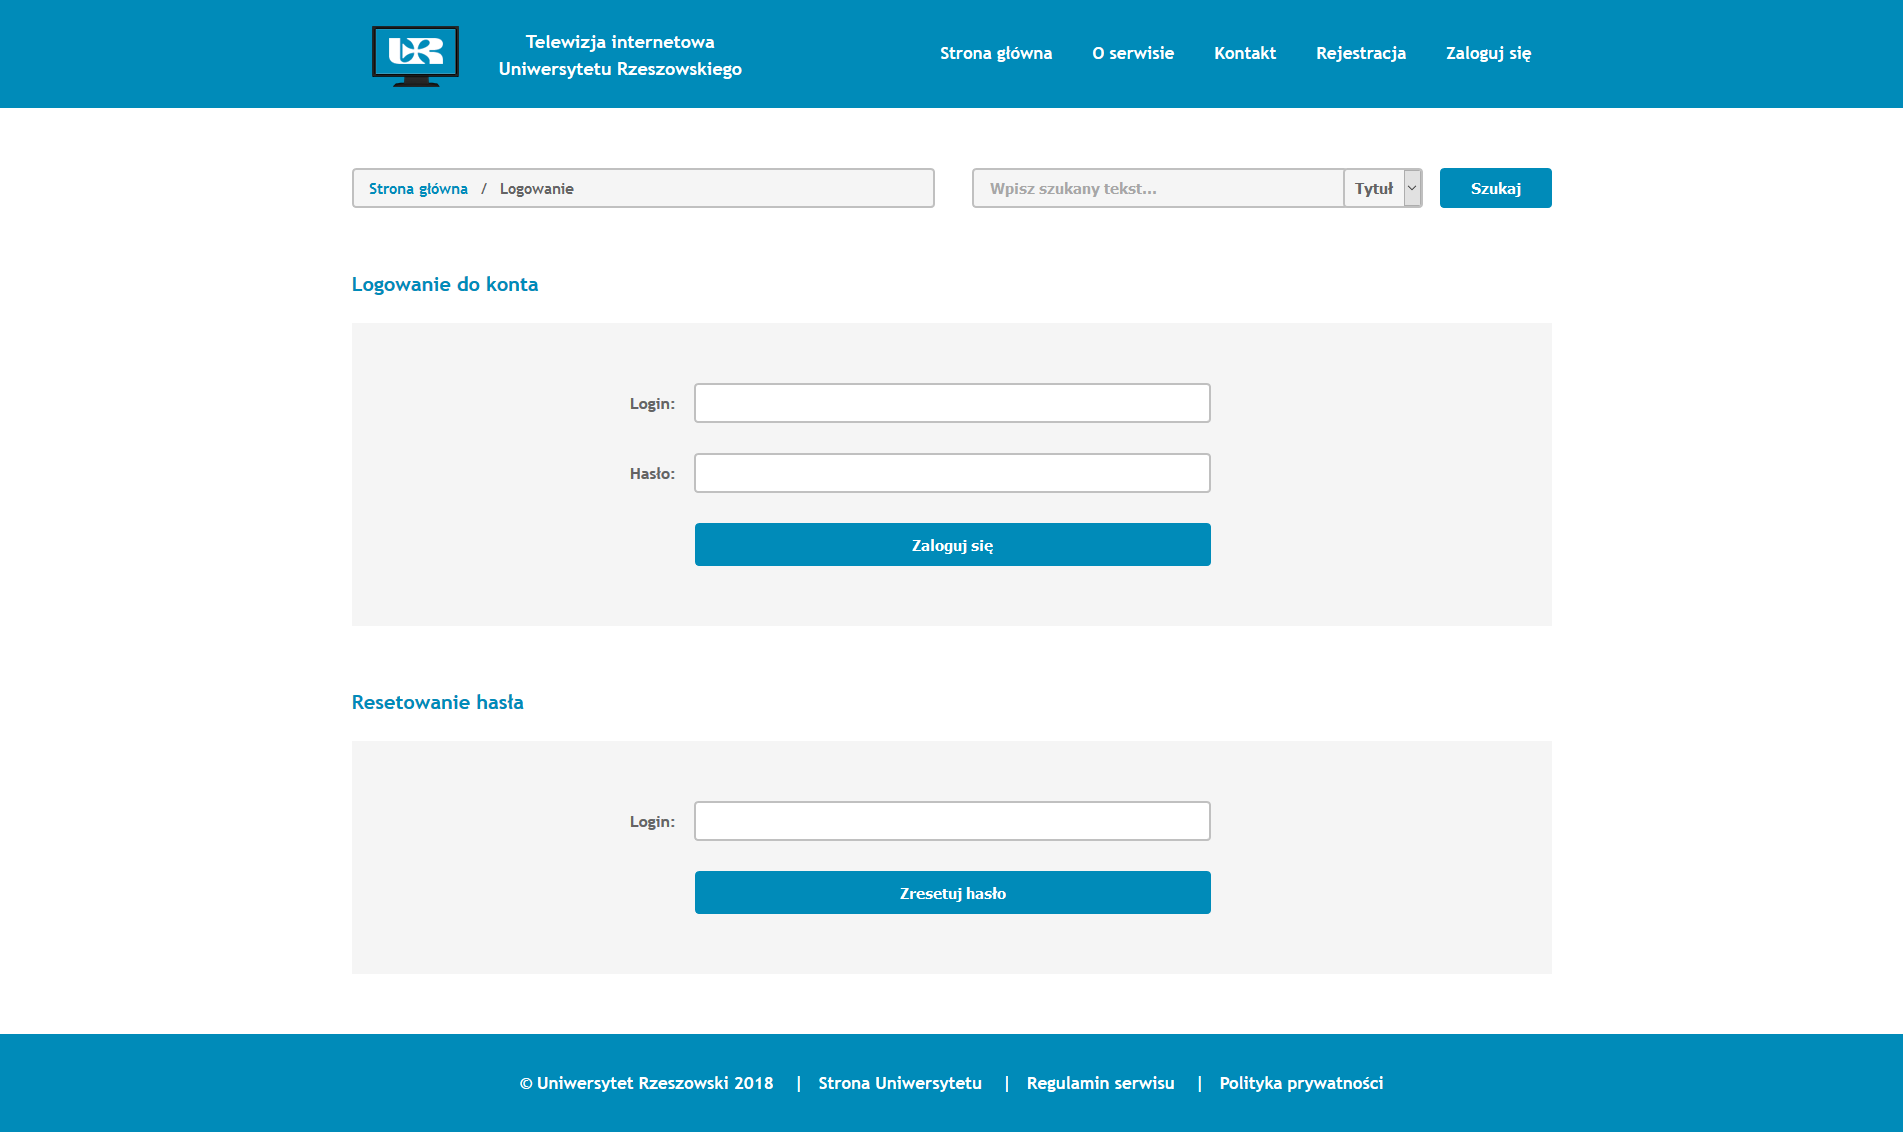 UR
Telewizja internetowa
Uniwersytetu Rzeszowskiego
Strona główna O serwisie Kontakt Rejestracja Zaloguj się
Strona główna / Logowanie
Wpisz szukany tekst... Tytuł Szukaj
Logowanie do konta
Login:
Hasło:
Zaloguj się
Resetowanie hasła
Login:
Zresetuj hasło
© Uniwersytet Rzeszowski 2018 | Strona Uniwersytetu | Regulamin serwisu | Polityka prywatności